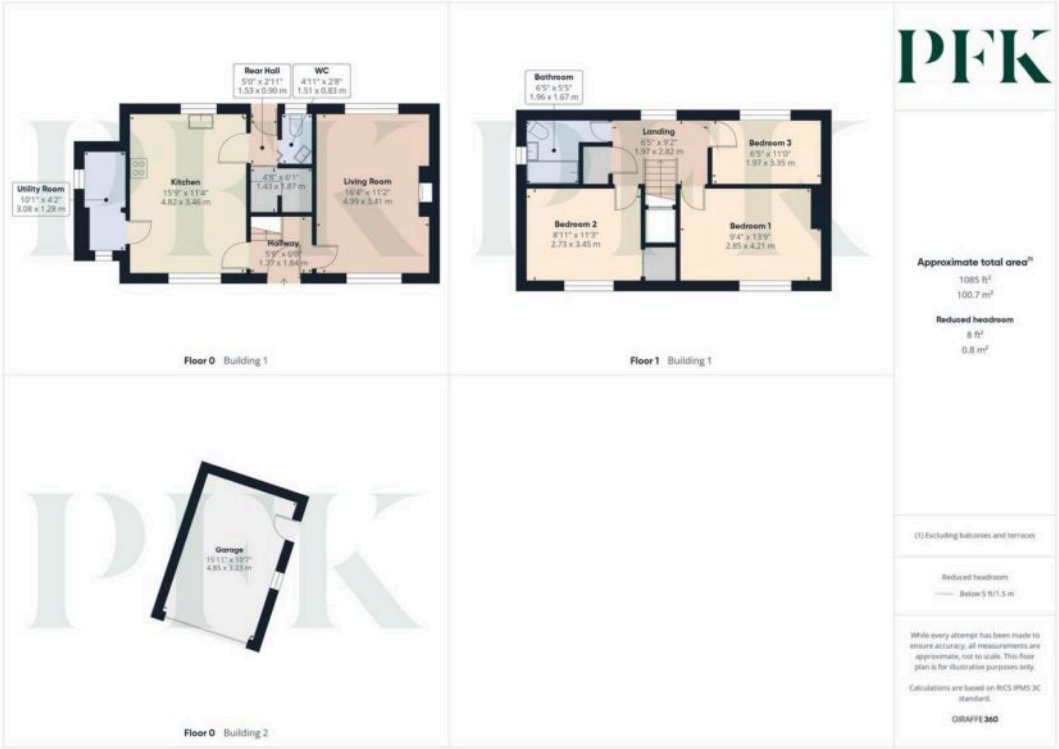 PFK
Rear Hall
5'0" x 2'11"
1.53 x 0.90 m
WC
4'11" x 2'8"
1.51 x 0.83 m
Utility Room
10'1" x 4'2"
3.08 x 1.28 m
Kitchen
15'9" x 11'4"
4.82 x 3.46 m
4'8" x 6'1"
1.43 x 1.87 m
Living Room
16'4" x 11'2"
4.99 x 3.41 m
Hallway
5'9" x 6'0"
1.77 x 1.84 m
Floor 0 Building 1
PFK
Bathroom
6'5" x 5'5"
1.96 x 1.67 m
Landing
6'5" x 9'2"
1.97 x 2.82 m
Bedroom 3
6'5" x 11'0"
1.97 x 3.35 m
Bedroom 2
8'11" x 11'3"
2.73 x 3.45 m
Bedroom 1
9'4" x 13'9"
2.85 x 4.21 m
Floor 1 Building 1
PFK
Garage
15'11" x 10'7"
4.85 x 3.23 m
Floor 0 Building 2
PFK
Approximate total area(1)
1085 ft²
100.7 m²
Reduced headroom
8 ft²
0.8 m²
(1) Excluding balconies and terraces
Reduced headroom
Below 5 ft/1.5 m
While every attempt has been made to
ensure accuracy, all measurements are
approximate, not to scale. This floor
plan is for illustrative purposes only.
Calculations are based on RICS IPMS 3C
standard.
GIRAFFE360